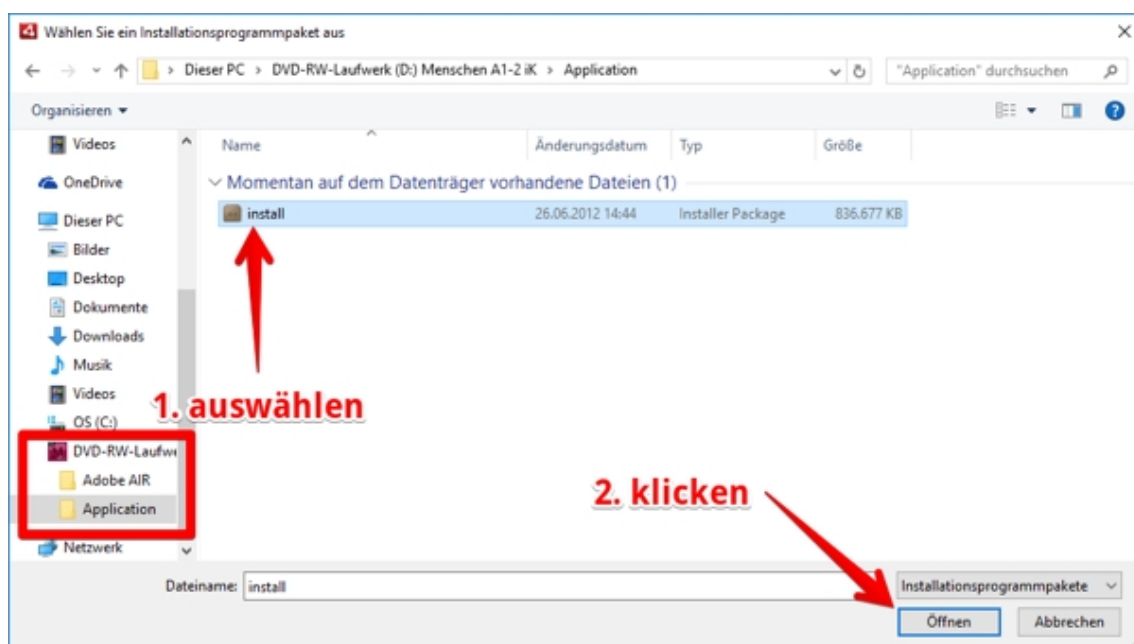 Wählen Sie ein Installationsprogrammpaket aus
Dieser PC > DVD-RW-Laufwerk (D:) Menschen A1-2 iK > Application
"Application" durchsuchen
Organisieren
Videos
OneDrive
Dieser PC
Bilder
Desktop
Dokumente
Downloads
Musik
Videos
OS (C:)
DVD-RW-Laufwe
Adobe AIR
Application
Netzwerk
Name Änderungsdatum Typ Größe
Momentan auf dem Datenträger vorhandene Dateien (1)
install 26.06.2012 14:44 Installer Package 836.677 KB
1. auswählen
2. klicken
Dateiname: install
Installationsprogrammpakete
Öffnen Abbrechen